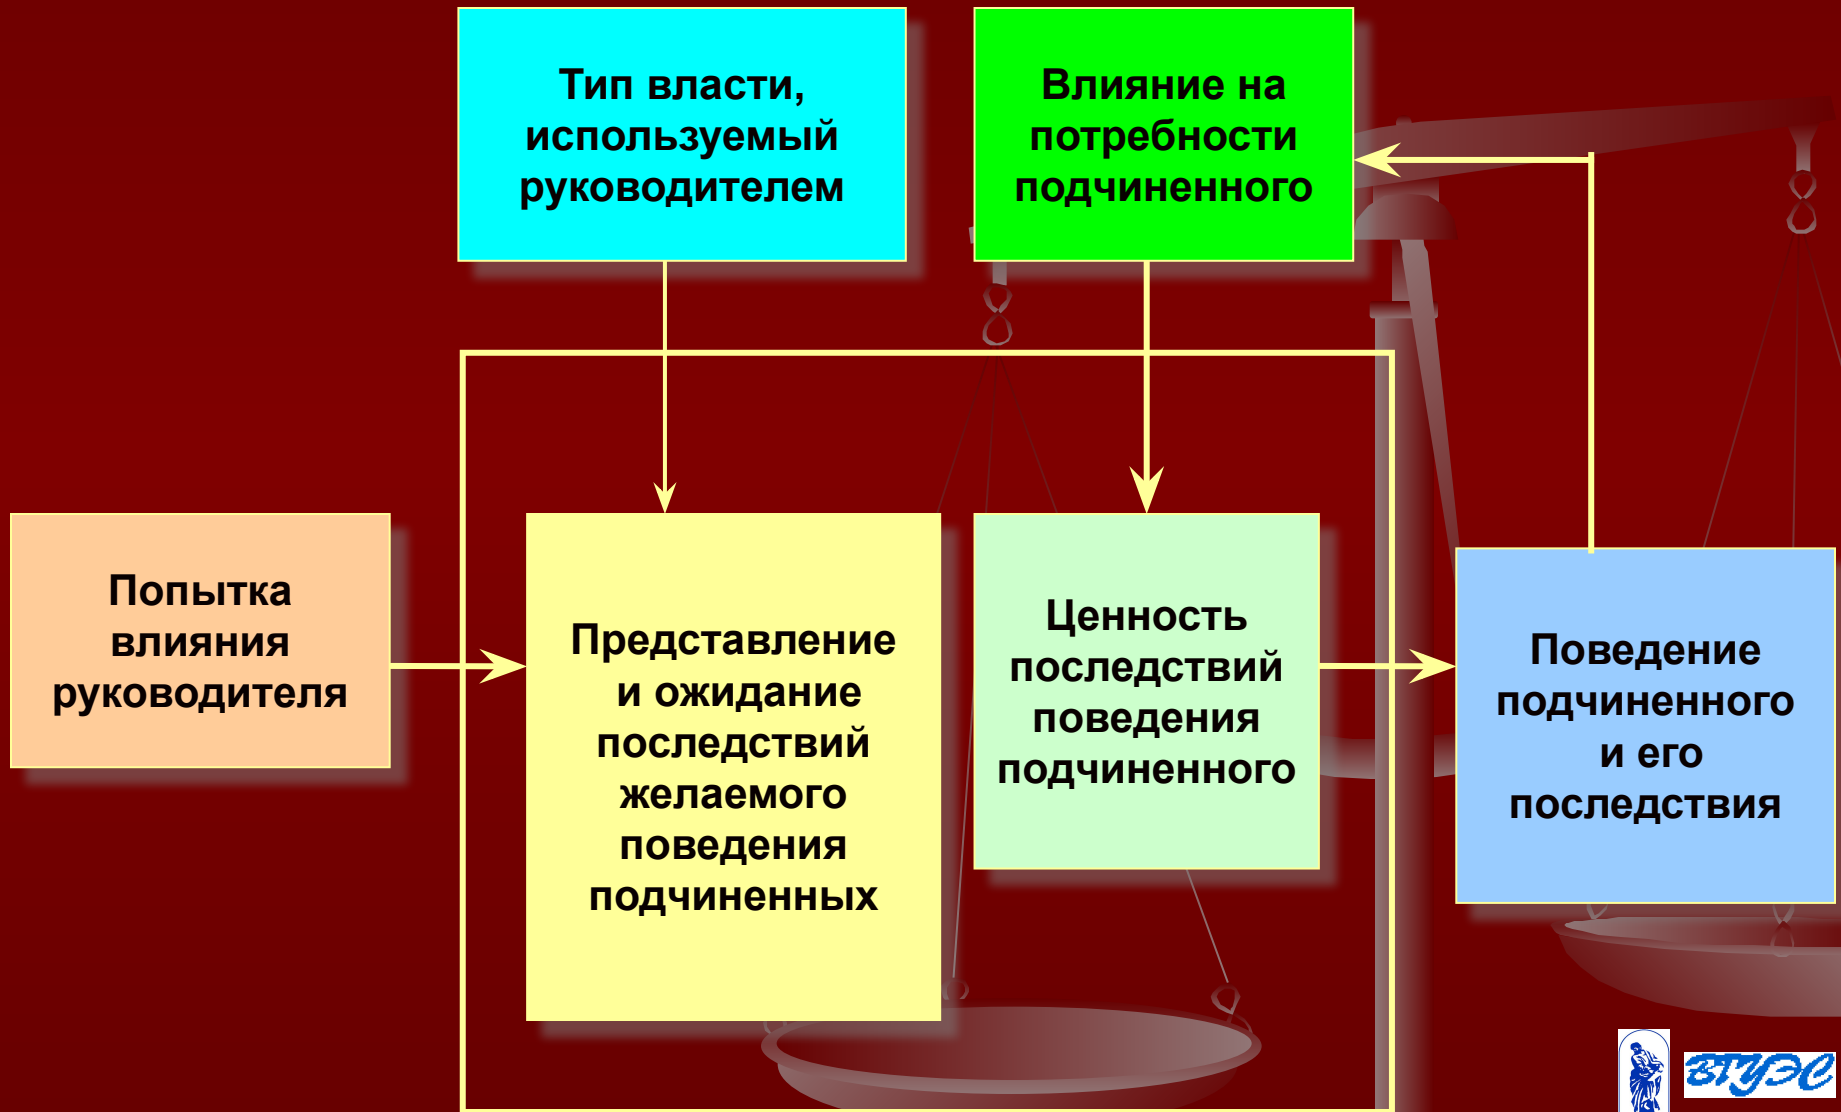 Тип власти,
используемый
руководителем
Влияние на
потребности
подчиненного
Попытка
влияния
руководителя
Представление
и ожидание
последствий
желаемого
поведения
подчиненных
Ценность
последствий
поведения
подчиненного
Поведение
подчиненного
и его
последствия
ВГУЭС